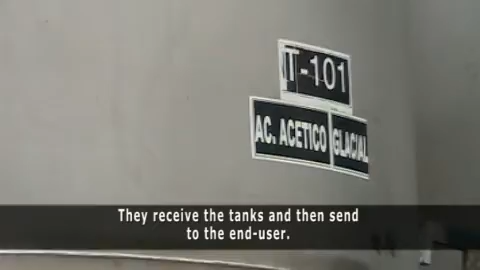 T-101
AC. ACETICO GLACIAL
They receive the tanks and then send
to the end-user.